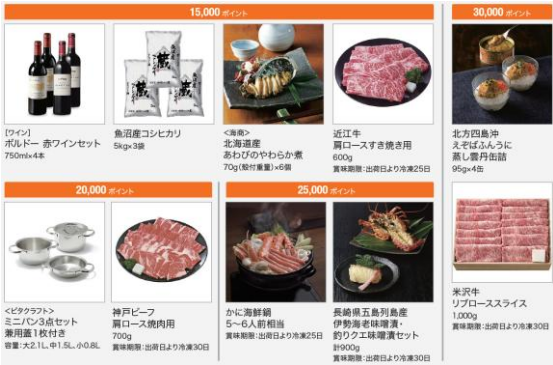 15,000 ポイント
[ワイン]
ボルドー 赤ワインセット
750ml×4本
魚沼産コシヒカリ
5kg×3袋
<海商>
北海道産
あわびのやわらか煮
70g(殻付重量)×6個
近江牛
肩ロースすき焼き用
600g
賞味期限:出荷日より冷凍25日
30,000 ポイント
北方四島沖
えぞばふんうに
蒸し雲丹缶詰
95g×4缶
20,000 ポイント
<ビタクラフト>
ミニパン3点セット
兼用蓋1枚付き
容量:大2.1L、中1.5L、小0.8L
神戸ビーフ
肩ロース焼肉用
700g
賞味期限:出荷日より冷凍30日
25,000 ポイント
かに海鮮鍋
5~6人前相当
賞味期限:出荷日より冷凍25日
長崎県五島列島産
伊勢海老味噌漬・
釣りクエ味噌漬セット
計900g
賞味期限:出荷日より冷凍30日
米沢牛
リブローススライス
1,000g
賞味期限:出荷日より冷凍30日